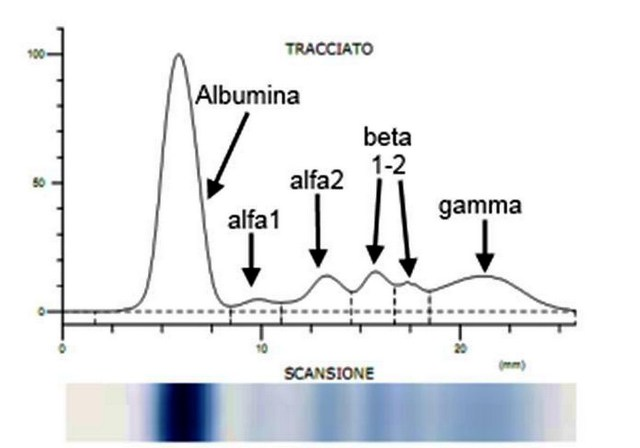 TRACCIATO
100
Albumina
beta
1-2
alfa2
50
alfa1
gamma
0
0
10
20
(mm)
SCANSIONE